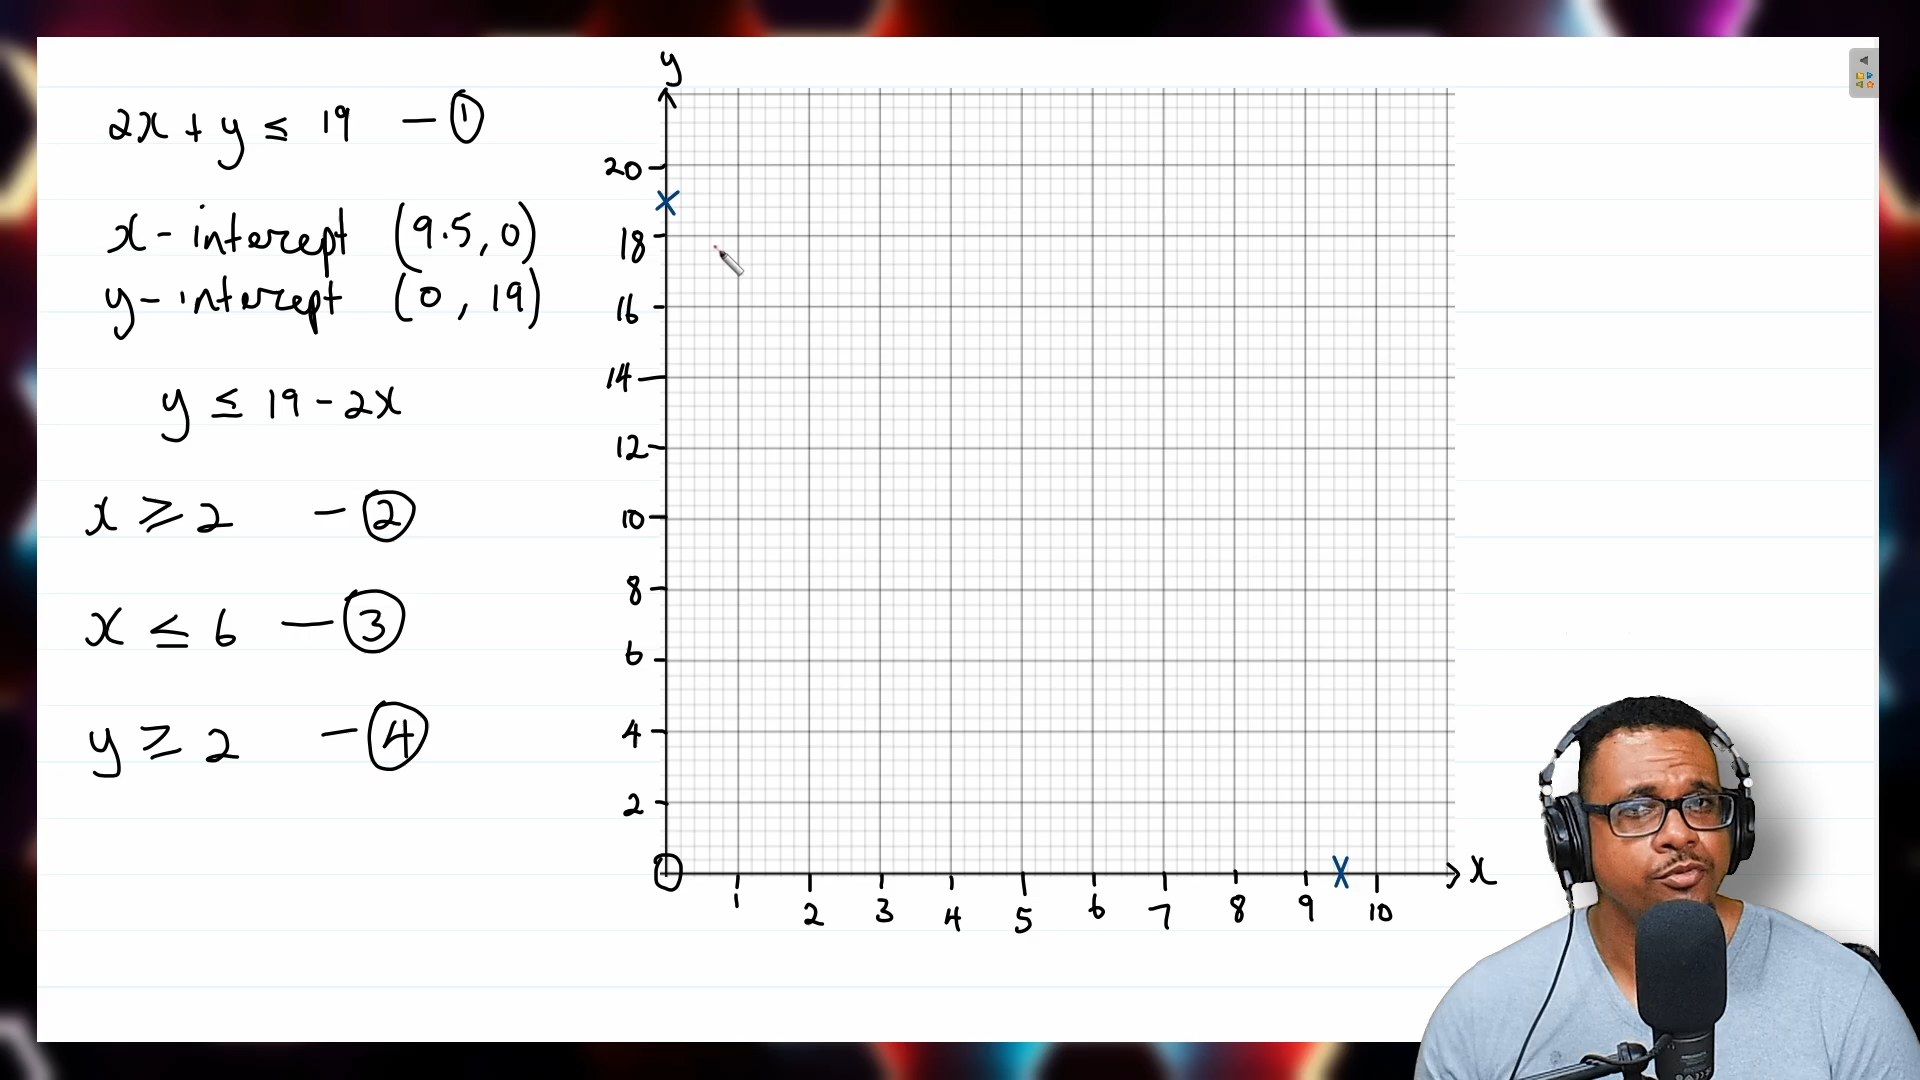 2x + y ≤ 19 — ①
x - intercept (9.5, 0)
y - intercept (0, 19)
y ≤ 19 - 2x
x ≥ 2 - ②
x ≤ 6 — ③
y ≥ 2 - ④
y
20
18
16
14
12
10
8
6
4
2
0
1 2 3 4 5 6 7 8 9 10
x